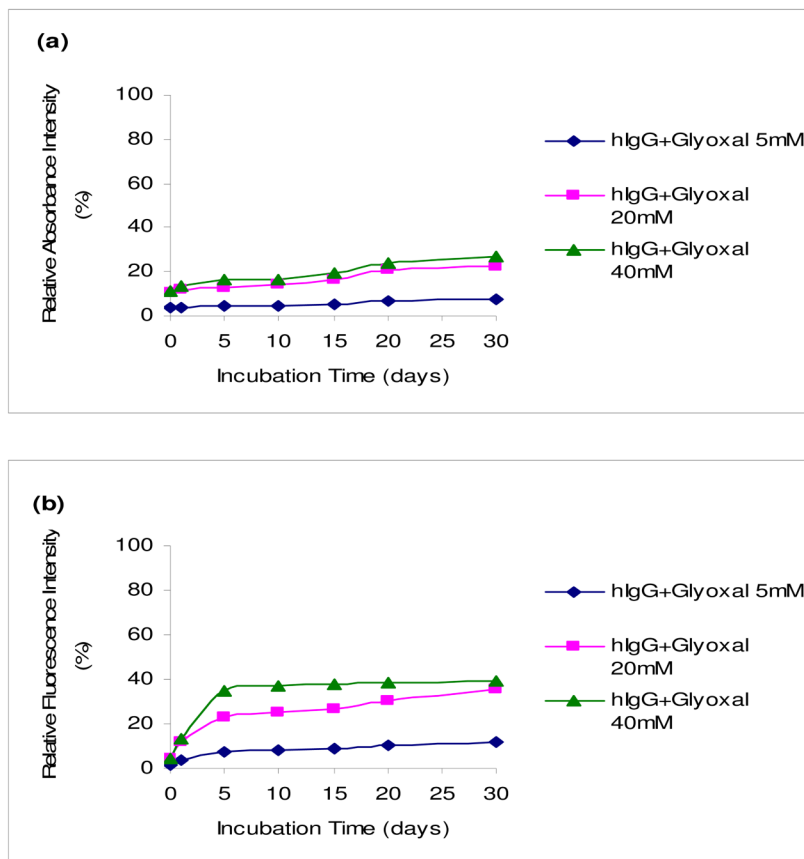 (a)
Relative Absorbance Intensity
(%)
100
80
60
40
20
0
0 5 10 15 20 25 30
Incubation Time (days)
hIgG+Glyoxal 5mM
hIgG+Glyoxal
20mM
hIgG+Glyoxal
40mM
(b)
Relative Fluorescence Intensity
(%)
100
80
60
40
20
0
0 5 10 15 20 25 30
Incubation Time (days)
hIgG+Glyoxal 5mM
hIgG+Glyoxal
20mM
hIgG+Glyoxal
40mM